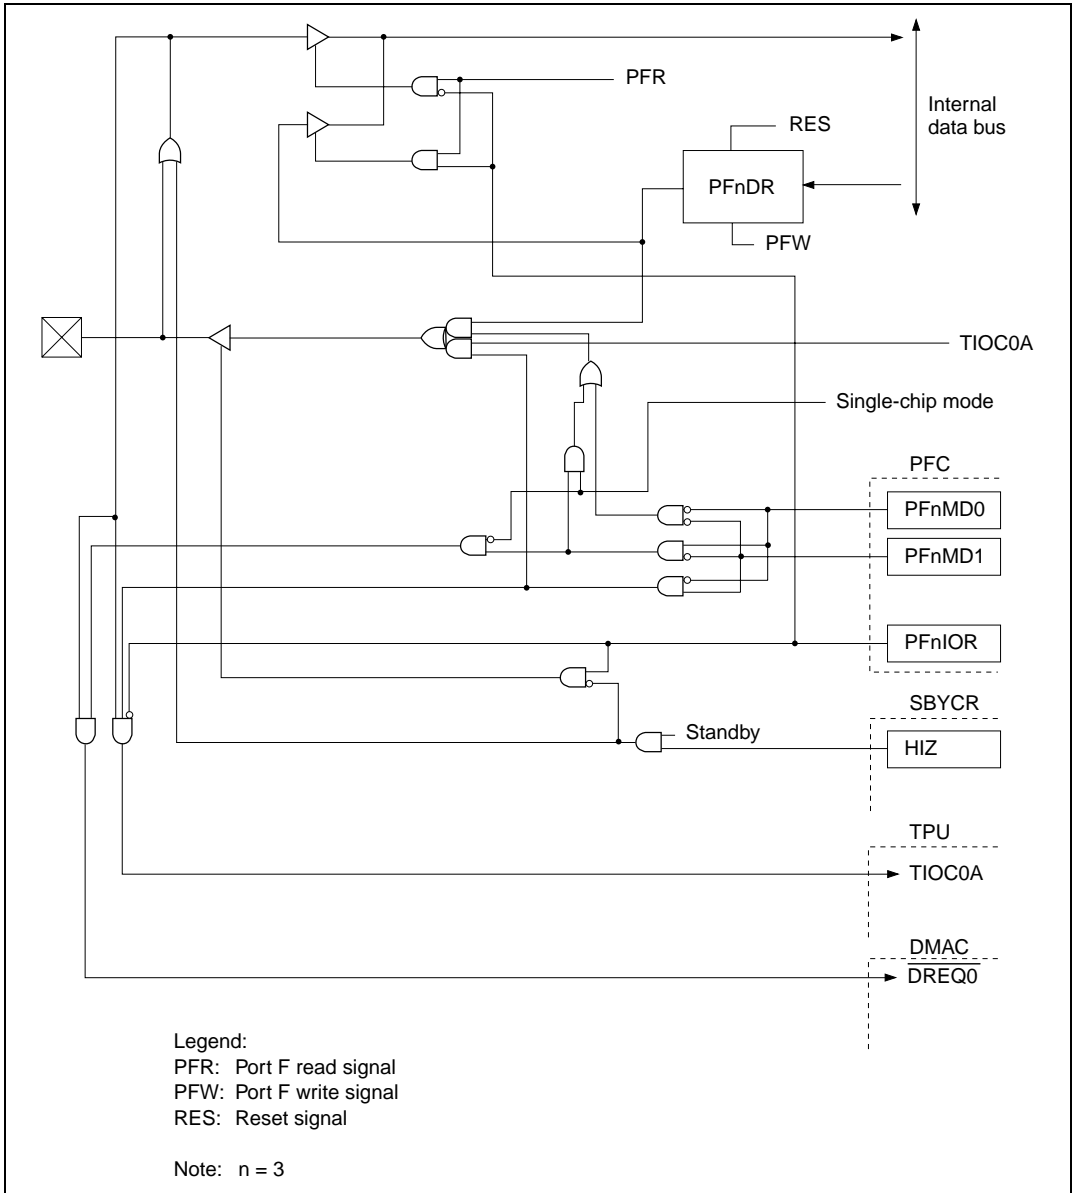 PFR
Internal
data bus
RES
PFnDR
PFW
TIOC0A
Single-chip mode
PFC
PFnMD0
PFnMD1
PFnIOR
SBYCR
Standby
HIZ
TPU
TIOC0A
DMAC
DREQ0
Legend:
PFR: Port F read signal
PFW: Port F write signal
RES: Reset signal
Note: n = 3